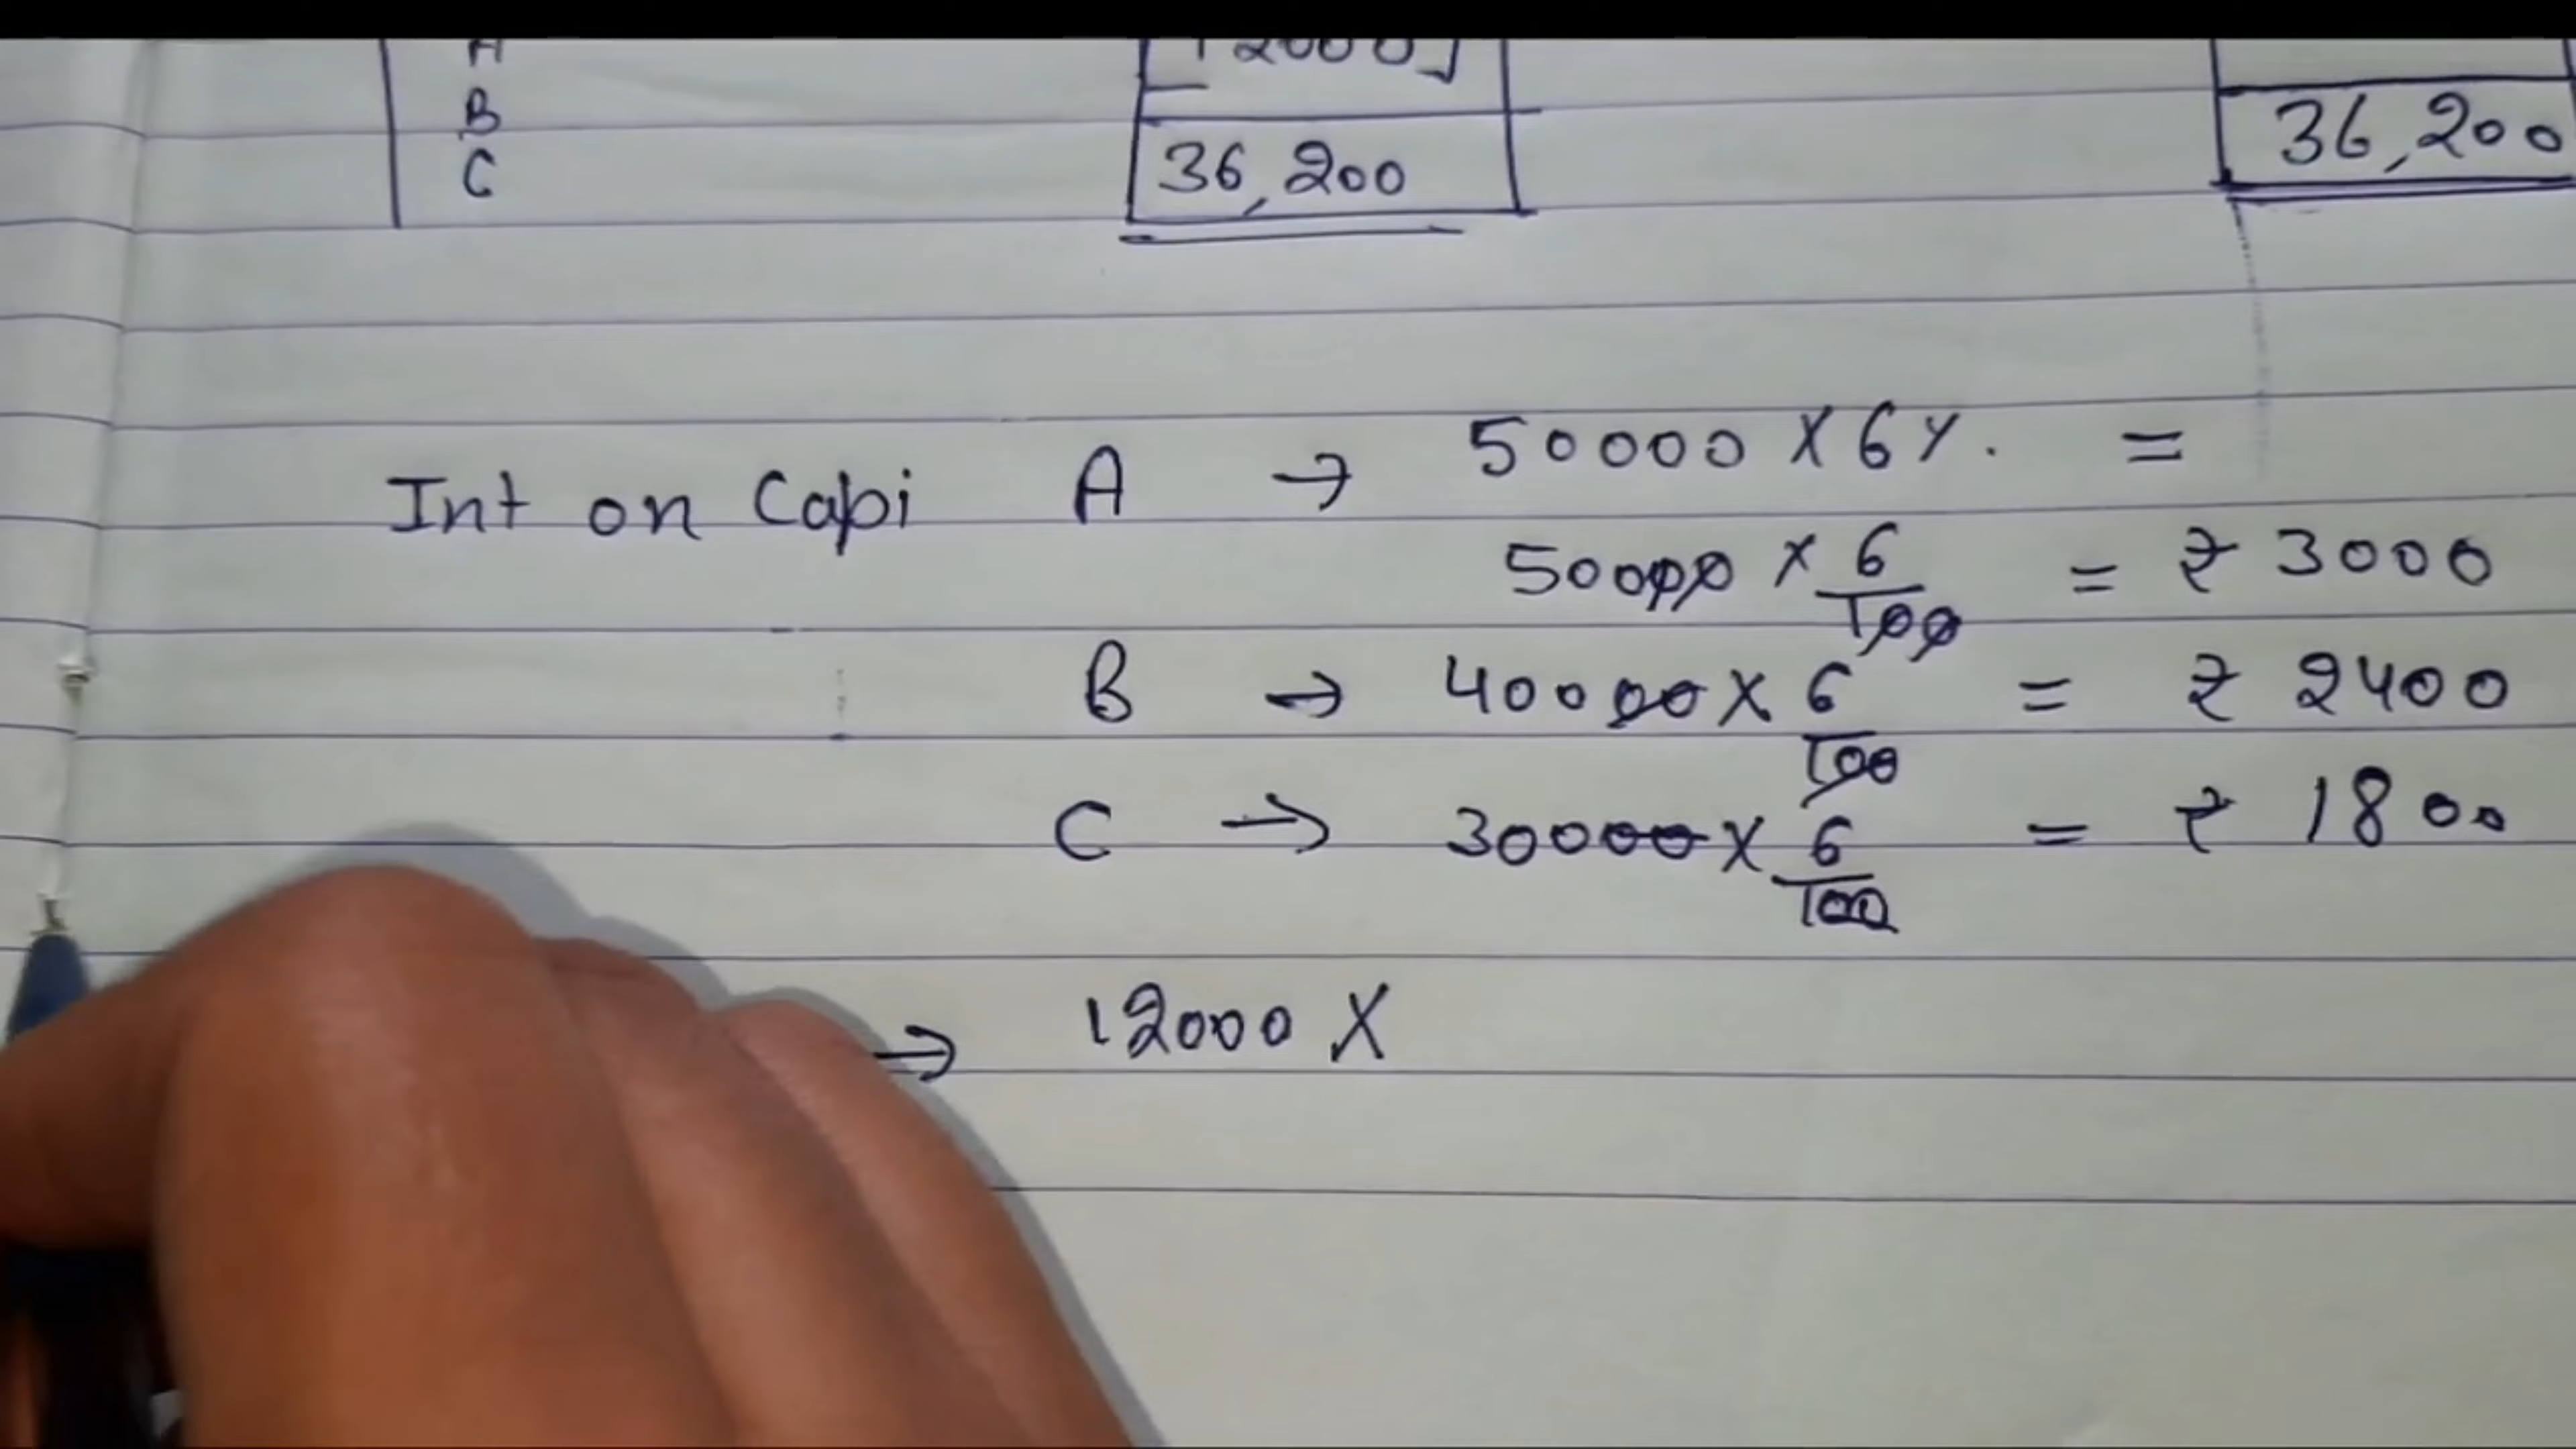 A 12000
B 36,200
C 36,200
Int on Capi A → 50000 X 6%. =
50000 X 6/100 = ₹ 3000
B → 40000 X 6/100 = ₹ 2400
C → 30000 X 6/100 = ₹ 1800
→ 12000 X